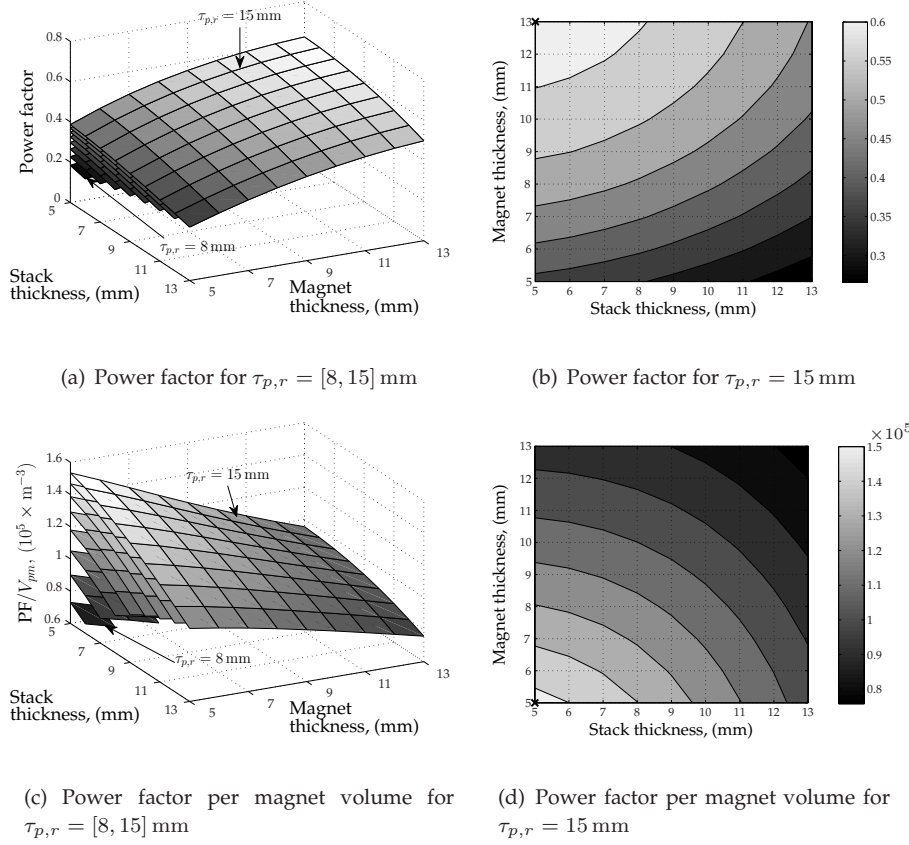 0.8
0.6
0.4
0.2
0
Power factor
τp,r = 15 mm
τp,r = 8 mm
5
7
9
11
13
Stack
thickness, (mm)
5
7
9
11
13
Magnet
thickness, (mm)
(a) Power factor for τp,r = [8, 15] mm
13
12
11
10
9
8
7
6
5
Magnet thickness, (mm)
5 6 7 8 9 10 11 12 13
Stack thickness, (mm)
0.6
0.55
0.5
0.45
0.4
0.35
0.3
(b) Power factor for τp,r = 15 mm
1.6
1.4
1.2
1
0.8
0.6
PF/Vpm, (10⁵ × m⁻³)
τp,r = 15 mm
τp,r = 8 mm
5
7
9
11
13
Stack
thickness, (mm)
5
7
9
11
13
Magnet
thickness, (mm)
(c) Power factor per magnet volume for
τp,r = [8, 15] mm
13
12
11
10
9
8
7
6
5
Magnet thickness, (mm)
5 6 7 8 9 10 11 12 13
Stack thickness, (mm)
×10⁵
1.5
1.4
1.3
1.2
1.1
1
0.9
0.8
(d) Power factor per magnet volume for
τp,r = 15 mm